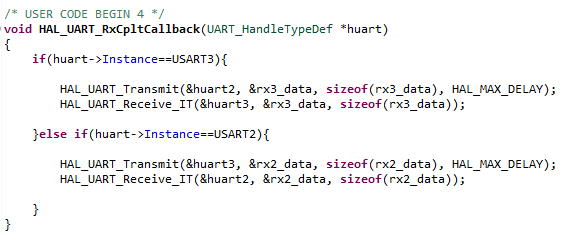 /* USER CODE BEGIN 4 */
void HAL_UART_RxCpltCallback(UART_HandleTypeDef *huart)
{
    if(huart->Instance==USART3){

        HAL_UART_Transmit(&huart2, &rx3_data, sizeof(rx3_data), HAL_MAX_DELAY);
        HAL_UART_Receive_IT(&huart3, &rx3_data, sizeof(rx3_data));

    }else if(huart->Instance==USART2){

        HAL_UART_Transmit(&huart3, &rx2_data, sizeof(rx2_data), HAL_MAX_DELAY);
        HAL_UART_Receive_IT(&huart2, &rx2_data, sizeof(rx2_data));

    }
}